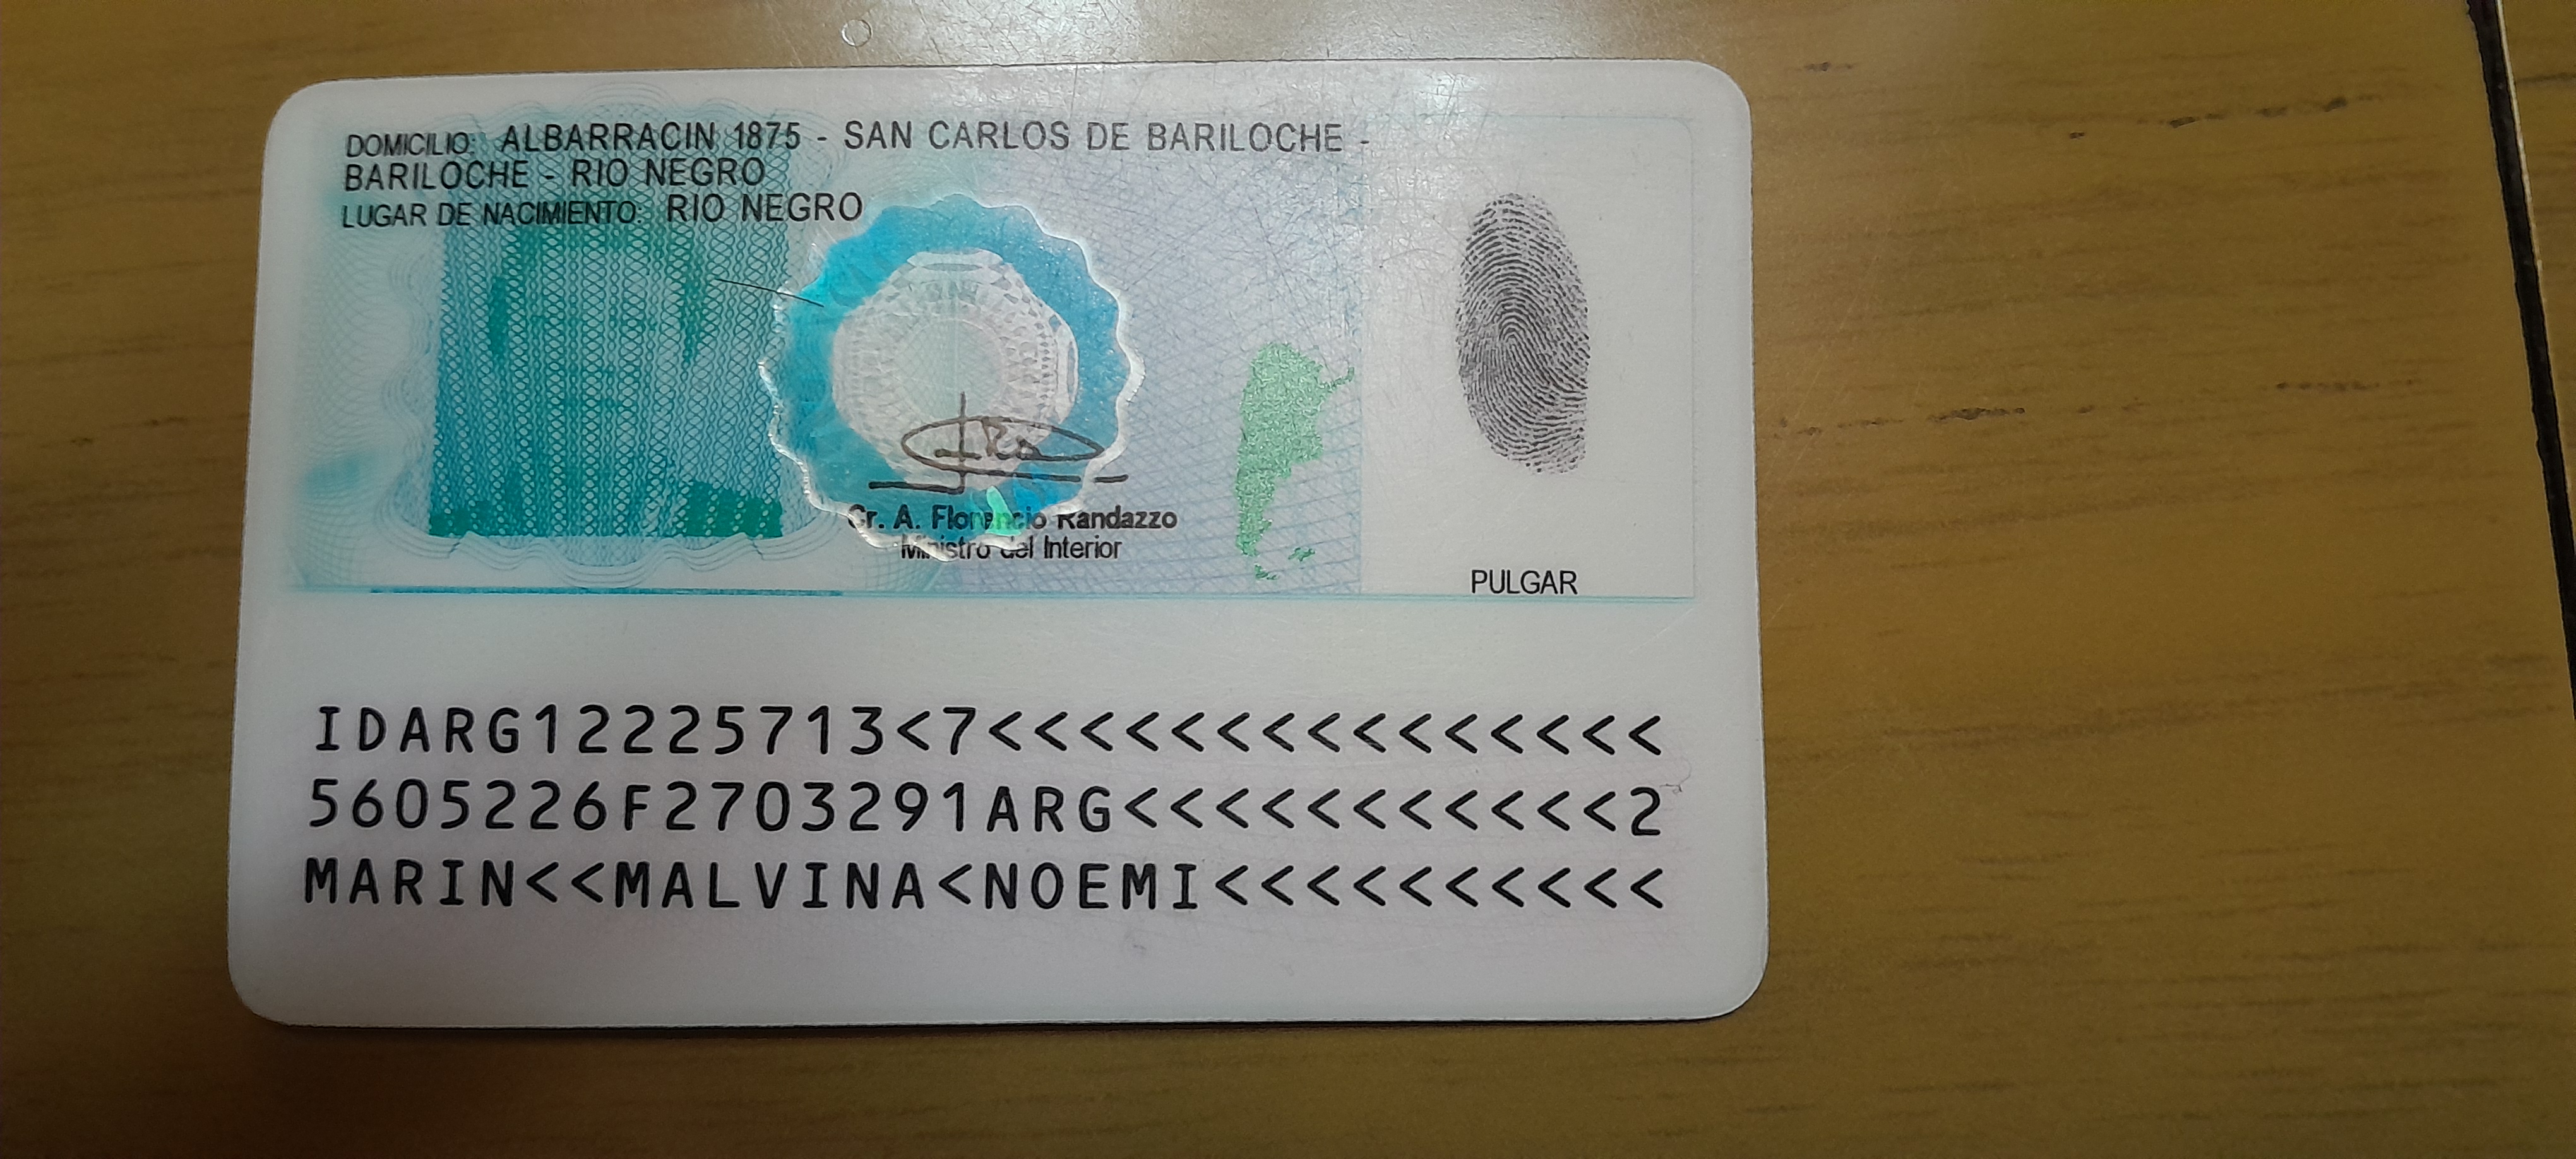 DOMICILIO: ALBARRACIN 1875 - SAN CARLOS DE BARILOCHE -
BARILOCHE - RIO NEGRO
LUGAR DE NACIMIENTO: RIO NEGRO
Cr. A. Florencio Randazzo
Ministro del Interior
PULGAR
IDARG12225713<7<<<<<<<<<<<<<<<
5605226F2703291ARG<<<<<<<<<<<2
MARIN<<MALVINA<NOEMI<<<<<<<<<<